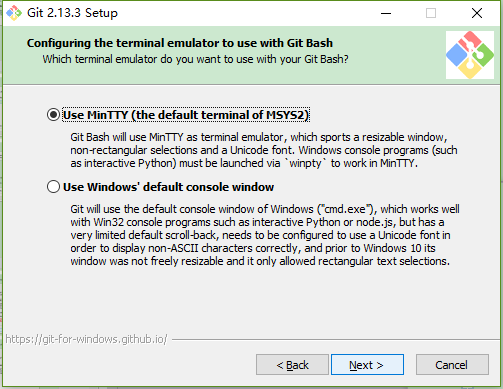 Git 2.13.3 Setup
Configuring the terminal emulator to use with Git Bash
Which terminal emulator do you want to use with your Git Bash?
Use MinTTY (the default terminal of MSYS2)
Git Bash will use MinTTY as terminal emulator, which sports a resizable window,
non-rectangular selections and a Unicode font. Windows console programs (such
as interactive Python) must be launched via `winpty` to work in MinTTY.
Use Windows' default console window
Git will use the default console window of Windows ("cmd.exe"), which works well
with Win32 console programs such as interactive Python or node.js, but has a
very limited default scroll-back, needs to be configured to use a Unicode font in
order to display non-ASCII characters correctly, and prior to Windows 10 its
window was not freely resizable and it only allowed rectangular text selections.
https://git-for-windows.github.io/
< Back
Next >
Cancel